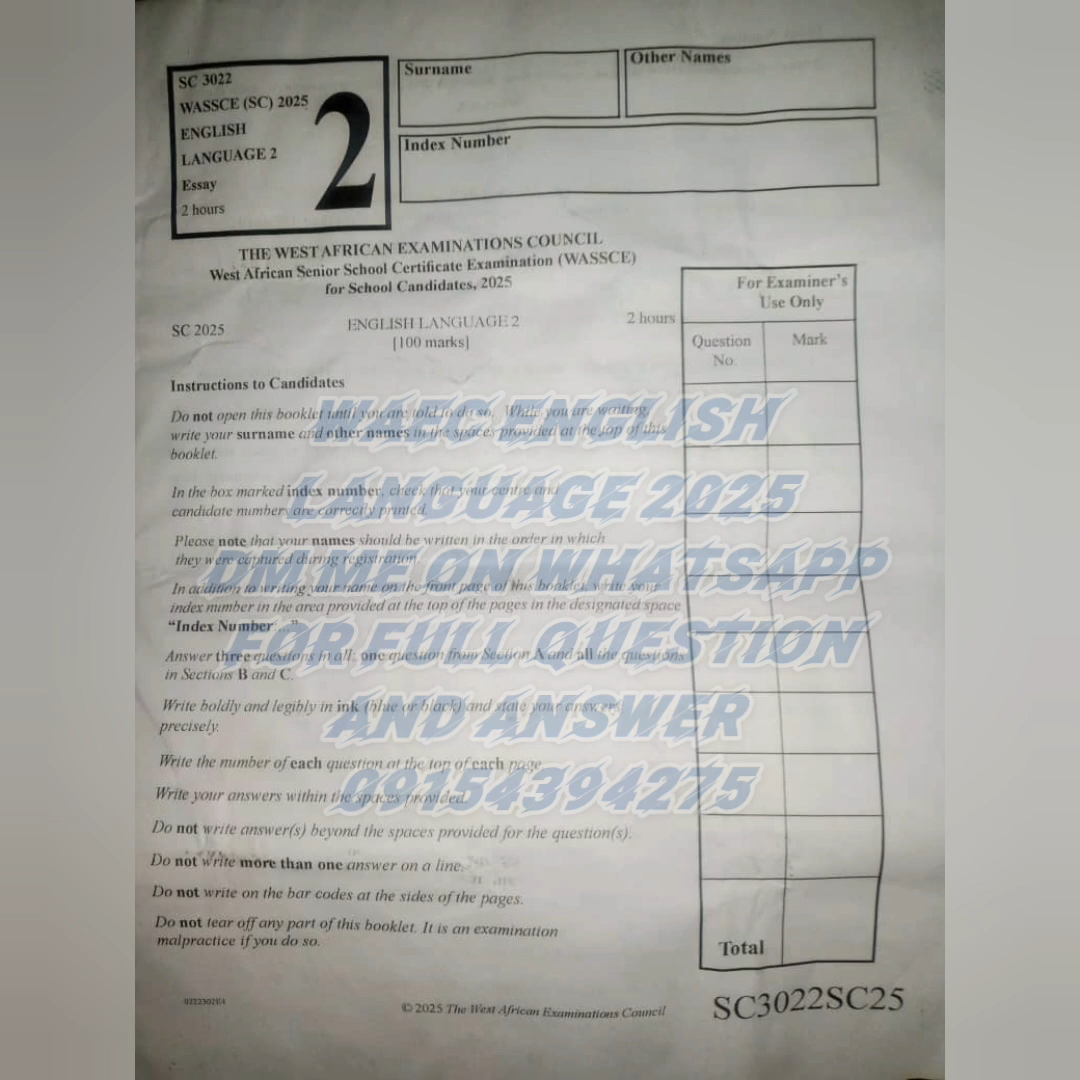 SC 3022
WASSCE (SC) 2025
ENGLISH
LANGUAGE 2
Essay
2 hours
2
Surname
Other Names
Index Number
THE WEST AFRICAN EXAMINATIONS COUNCIL
West African Senior School Certificate Examination (WASSCE)
for School Candidates, 2025
SC 2025
ENGLISH LANGUAGE 2
2 hours
[100 marks]
For Examiner's
Use Only
Question
No.
Mark
Instructions to Candidates
Do not open this booklet until you are told to do so. While you are waiting,
write your surname and other names in the spaces provided at the top of this
booklet.
In the box marked index number, check that your centre and
candidate numbers are correctly printed.
Please note that your names should be written in the order in which
they were captured during registration.
In addition to writing your name on the front page of this booklet, write your
index number in the area provided at the top of the pages in the designated space
“Index Number:...”
Answer three questions in all; one question from Section A and all the questions
in Sections B and C.
Write boldly and legibly in ink (blue or black) and state your answers
precisely.
Write the number of each question at the top of each page.
Write your answers within the spaces provided.
Do not write answer(s) beyond the spaces provided for the question(s).
Do not write more than one answer on a line.
Do not write on the bar codes at the sides of the pages.
Do not tear off any part of this booklet. It is an examination
malpractice if you do so.
Total
© 2025 The West African Examinations Council
SC3022SC25
WAEC ENGLISH
LANGUAGE 2025
DM ME ON WHATSAPP
FOR FULL QUESTION
AND ANSWER
09154394275